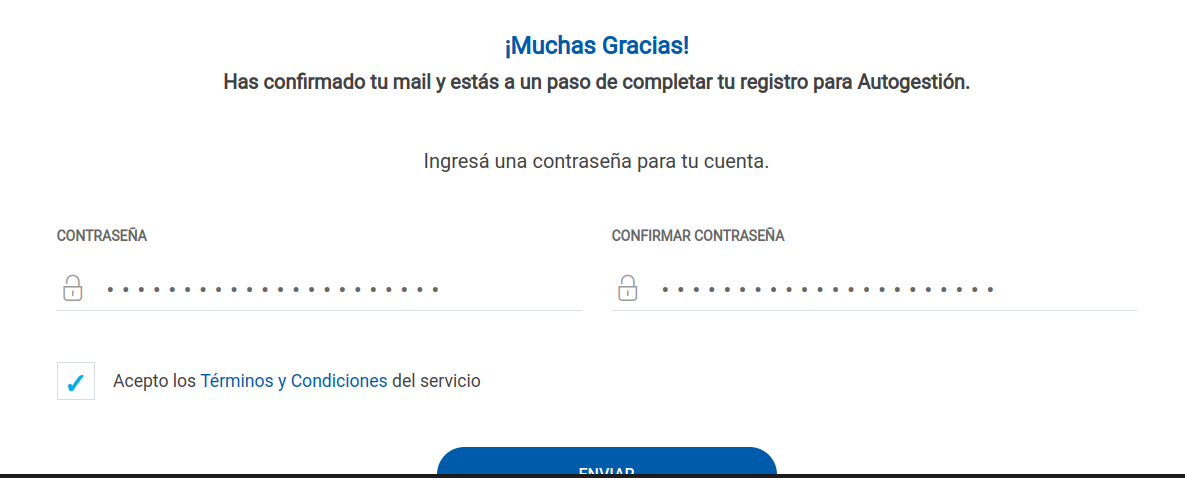 ¡Muchas Gracias!
Has confirmado tu mail y estás a un paso de completar tu registro para Autogestión.
Ingresá una contraseña para tu cuenta.
CONTRASEÑA
CONFIRMAR CONTRASEÑA
Acepto los Términos y Condiciones del servicio
ENVIAR